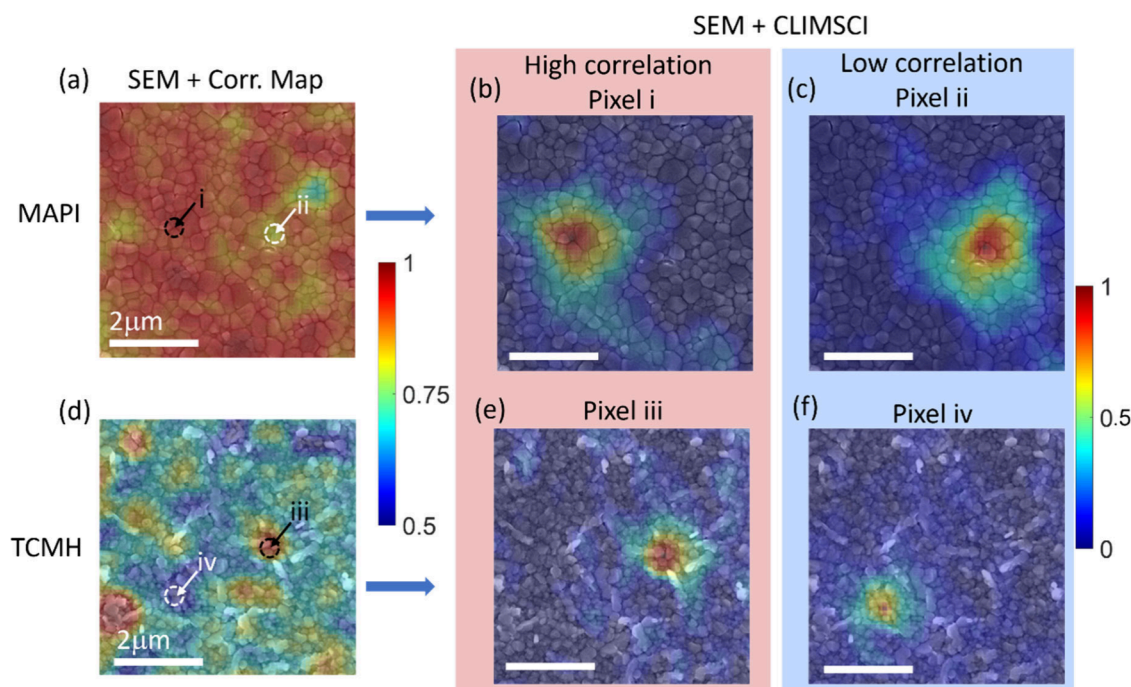 SEM + CLIMSCI
(a) SEM + Corr. Map
(b) High correlation
Pixel i
(c) Low correlation
Pixel ii
MAPI
i
ii
2μm
1
0.75
0.5
(d)
(e) Pixel iii
(f) Pixel iv
TCMH
iii
iv
2μm
1
0.5
0